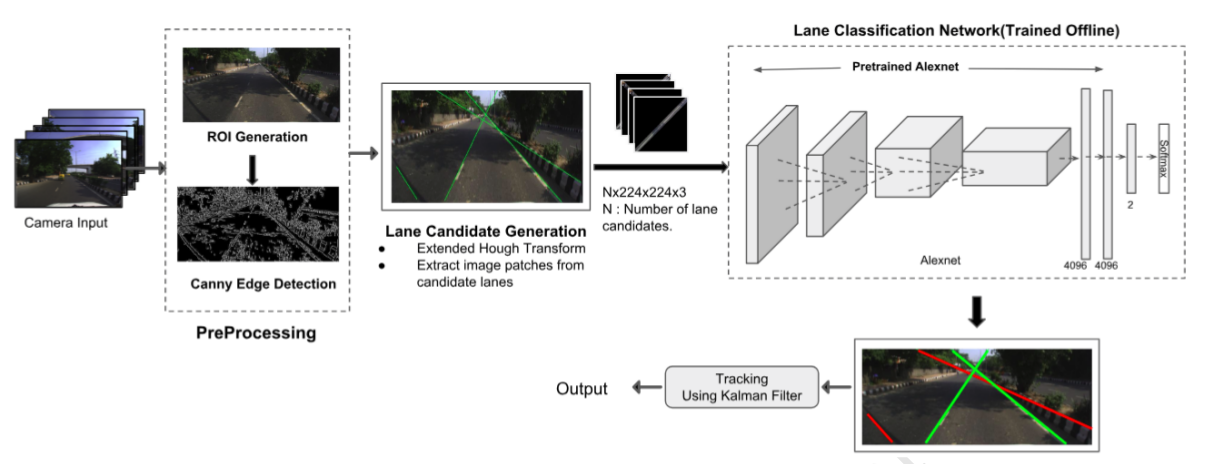 Lane Classification Network(Trained Offline)
Pretrained Alexnet
ROI Generation
Camera Input
Canny Edge Detection
PreProcessing
Lane Candidate Generation
● Extended Hough Transform
● Extract image patches from
candidate lanes
Nx224x224x3
N : Number of lane
candidates.
Softmax
2
Alexnet
4096 4096
Tracking
Using Kalman Filter
Output